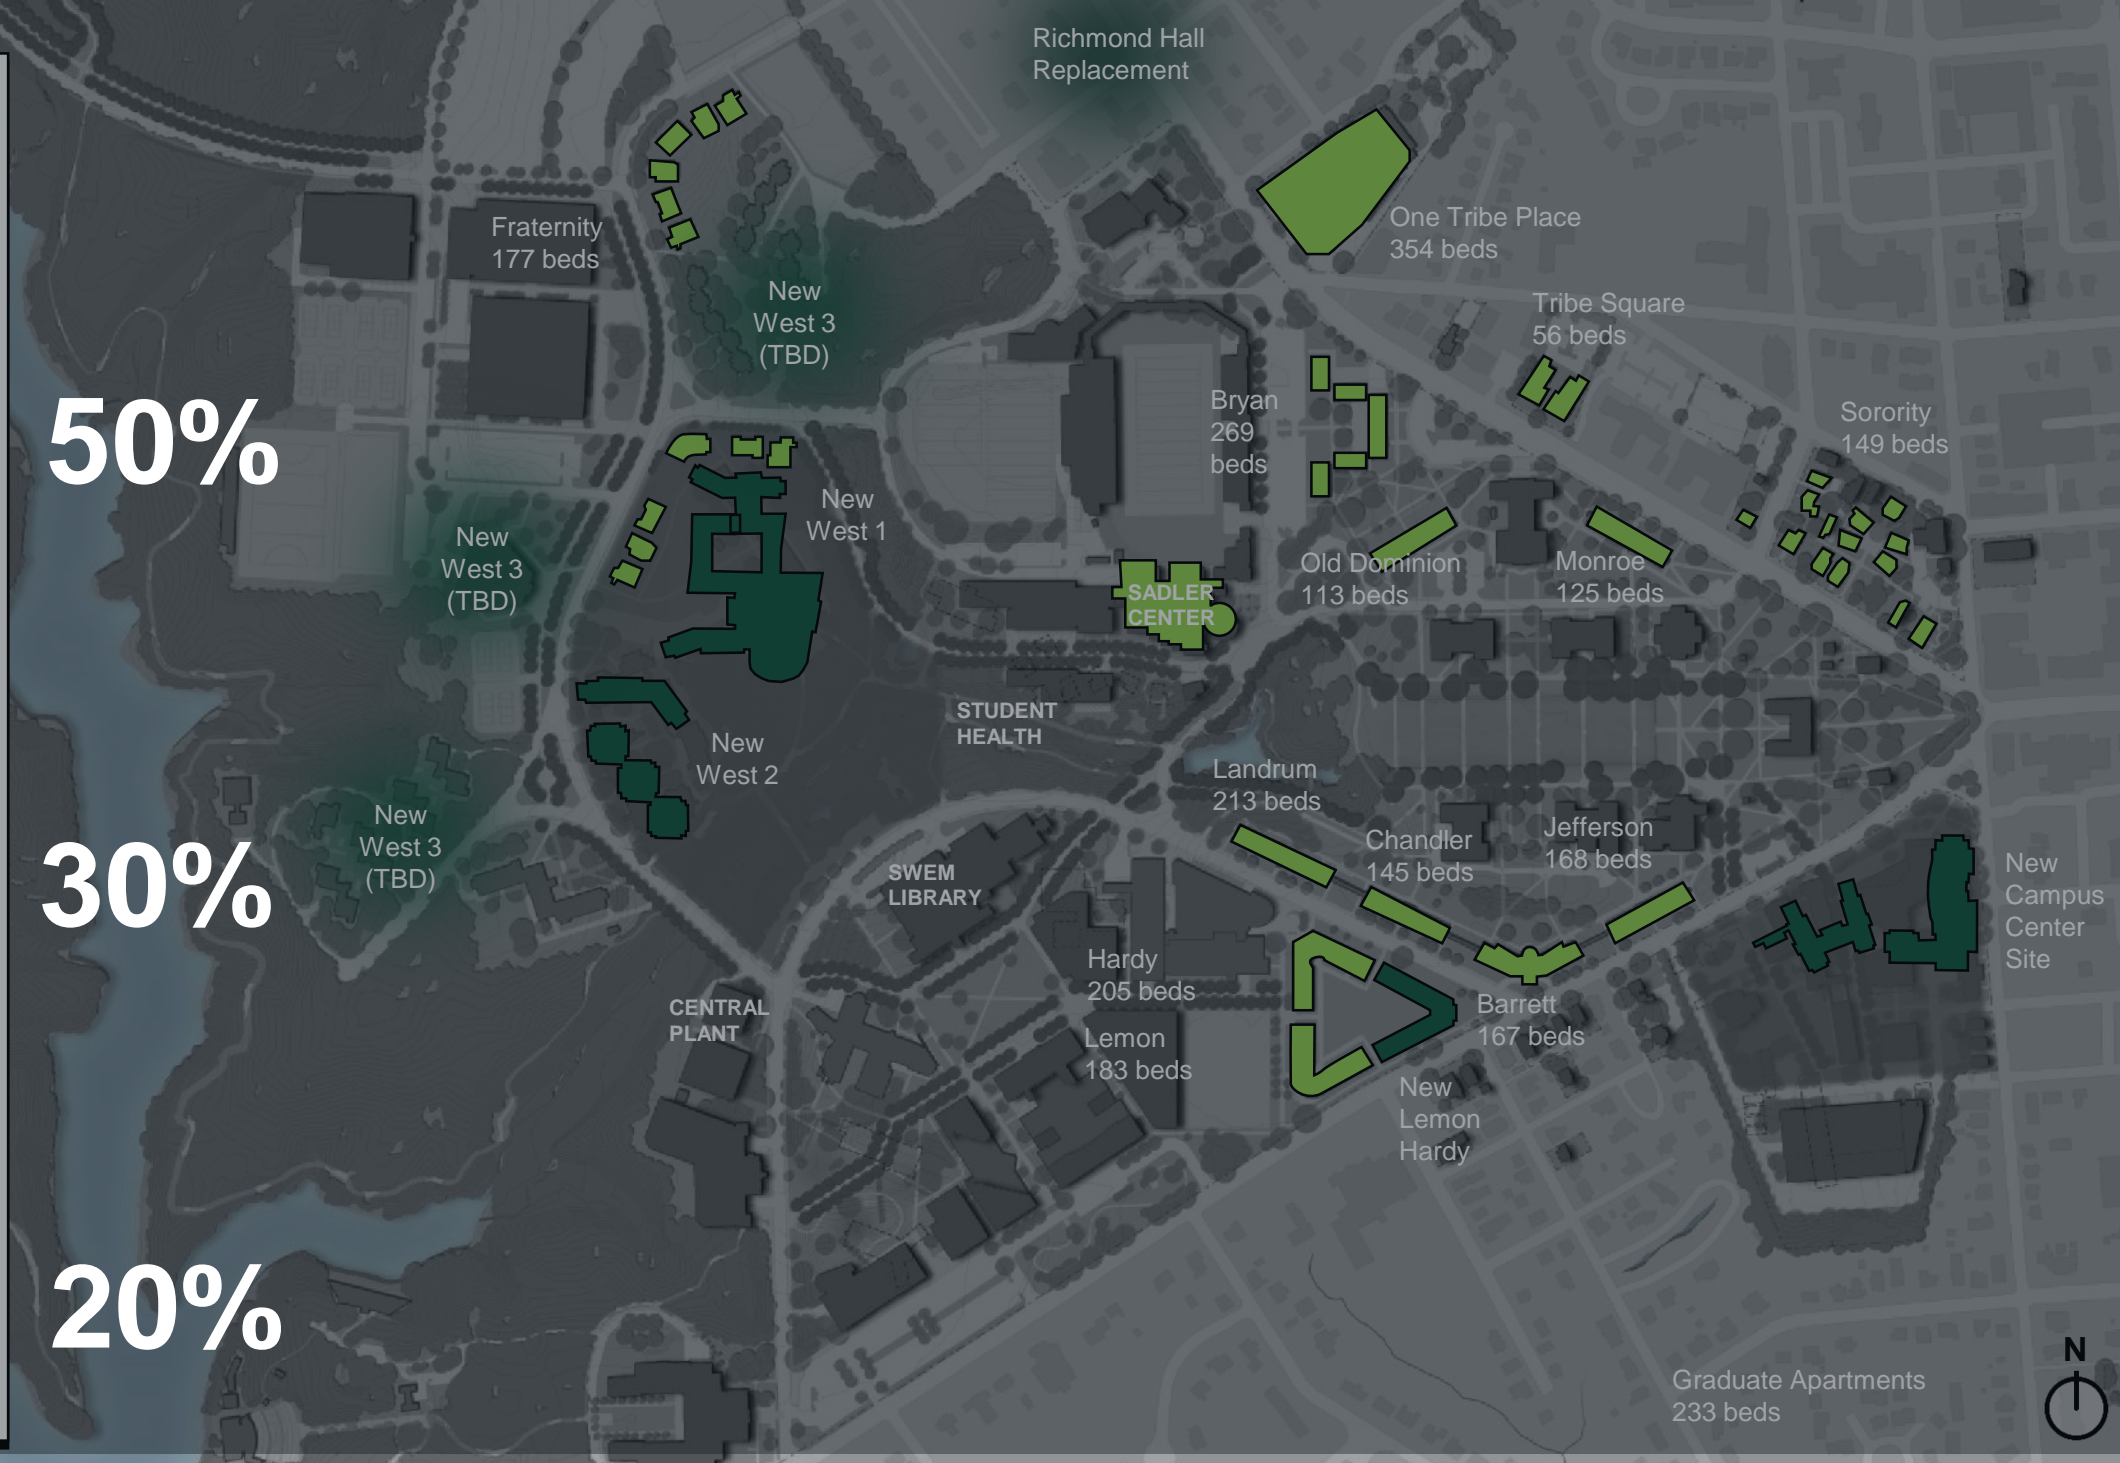 Richmond Hall
Replacement
Fraternity
177 beds
One Tribe Place
354 beds
New
West 3
(TBD)
Tribe Square
56 beds
50%
Bryan
269
beds
Sorority
149 beds
New
West 1
New
West 3
(TBD)
Old Dominion
113 beds
Monroe
125 beds
SADLER
CENTER
STUDENT
HEALTH
New
West 2
Landrum
213 beds
New
West 3
(TBD)
Chandler
145 beds
Jefferson
168 beds
30%
SWEM
LIBRARY
New
Campus
Center
Site
Hardy
205 beds
CENTRAL
PLANT
Barrett
167 beds
Lemon
183 beds
New
Lemon
Hardy
20%
N
Graduate Apartments
233 beds